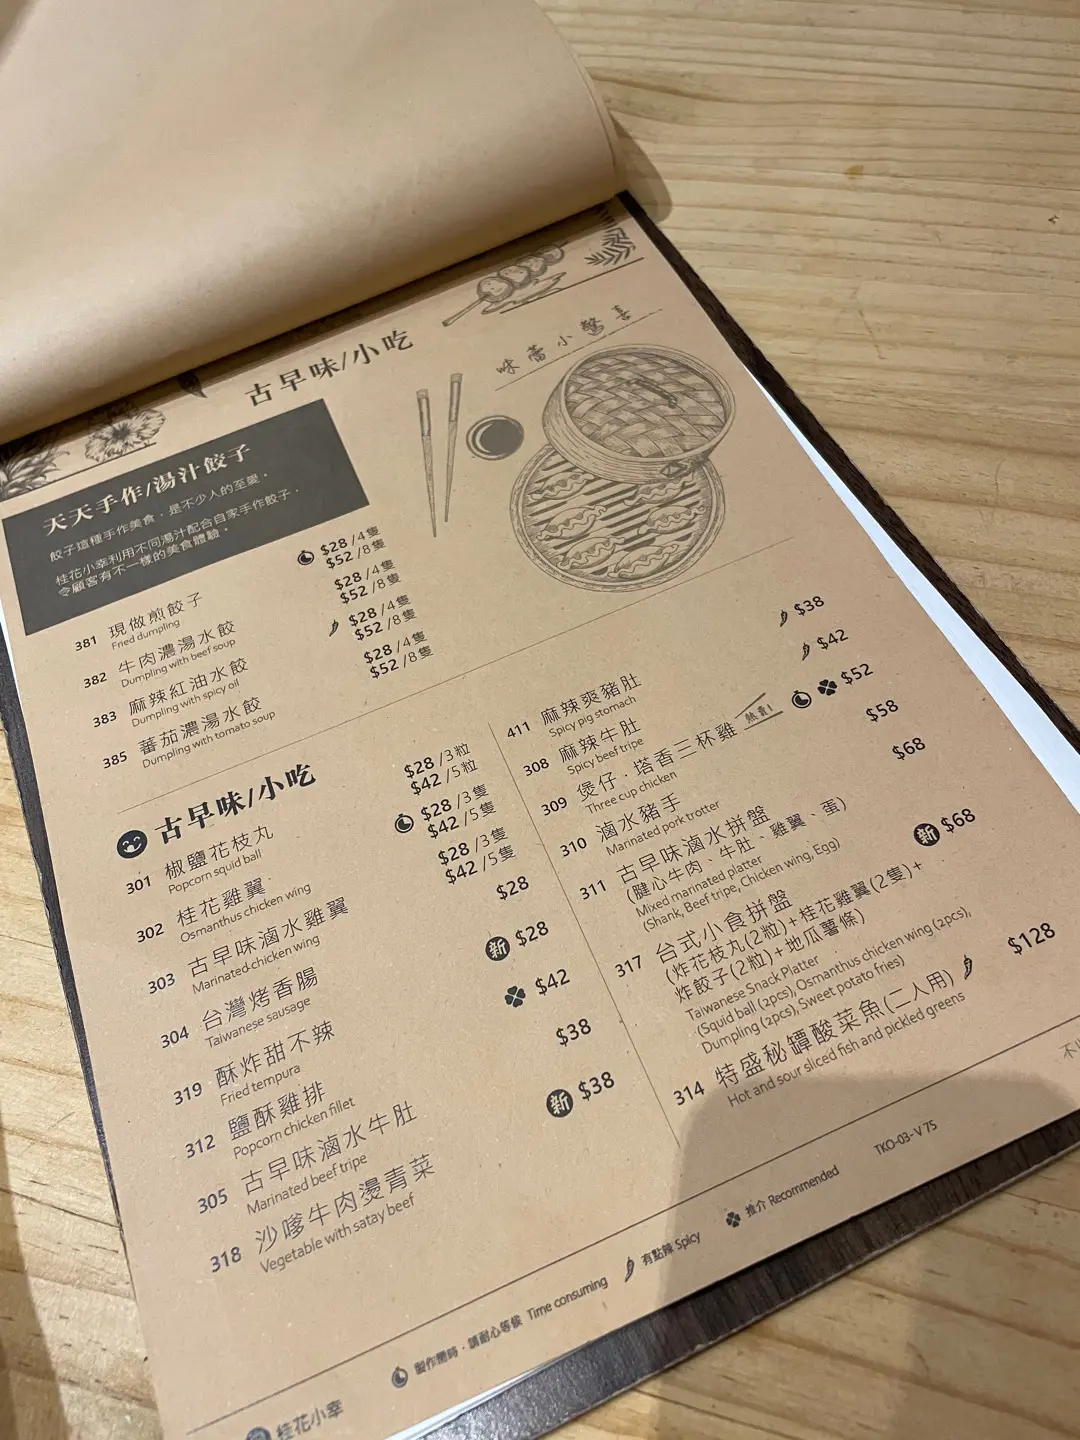 古早味/小吃
味蕾小驚喜
天天手作/湯汁餃子
餃子這種手作美食，是不少人的至愛。
桂花小幸利用不同湯汁配合自家手作餃子，
令顧客有不一樣的美食體驗。
381 現做煎餃子 $28 /4隻
Fried dumpling $52 /8隻
382 牛肉濃湯水餃 $28 /4隻
Dumpling with beef soup $52 /8隻
383 麻辣紅油水餃 $28 /4隻
Dumpling with spicy oil $52 /8隻
385 蕃茄濃湯水餃 $28 /4隻
Dumpling with tomato soup $52 /8隻
古早味/小吃
301 椒鹽花枝丸 $28 /3粒
Popcorn squid ball $42 /5粒
302 桂花雞翼 $28 /3隻
Osmanthus chicken wing $42 /5隻
303 古早味滷水雞翼 $28 /3隻
Marinated chicken wing $42 /5隻
304 台灣烤香腸 $28
Taiwanese sausage
319 酥炸甜不辣 新 $28
Fried tempura
312 鹽酥雞排 $42
Popcorn chicken fillet
305 古早味滷水牛肚 $38
Marinated beef tripe
318 沙嗲牛肉燙青菜 新 $38
Vegetable with satay beef
411 麻辣爽豬肚 $38
Spicy pig stomach
308 麻辣牛肚 $42
Spicy beef tripe
309 煲仔．塔香三杯雞 熱賣! $52
Three cup chicken
310 滷水豬手 $58
Marinated pork trotter
311 古早味滷水拼盤 $68
(腱心牛肉、牛肚、雞翼、蛋)
Mixed marinated platter
(Shank, Beef tripe, Chicken wing, Egg)
317 台式小食拼盤 新 $68
(炸花枝丸(2粒)+桂花雞翼(2隻)+
炸餃子(2粒)+地瓜薯條)
Taiwanese Snack Platter
(Squid ball (2pcs), Osmanthus chicken wing (2pcs),
Dumpling (2pcs), Sweet potato fries)
314 特盛秘罈酸菜魚(二人用) $128
Hot and sour sliced fish and pickled greens
TKO-03-V 7S
製作需時，請耐心等候 Time consuming
有點辣 Spicy
推介 Recommended
桂花小幸